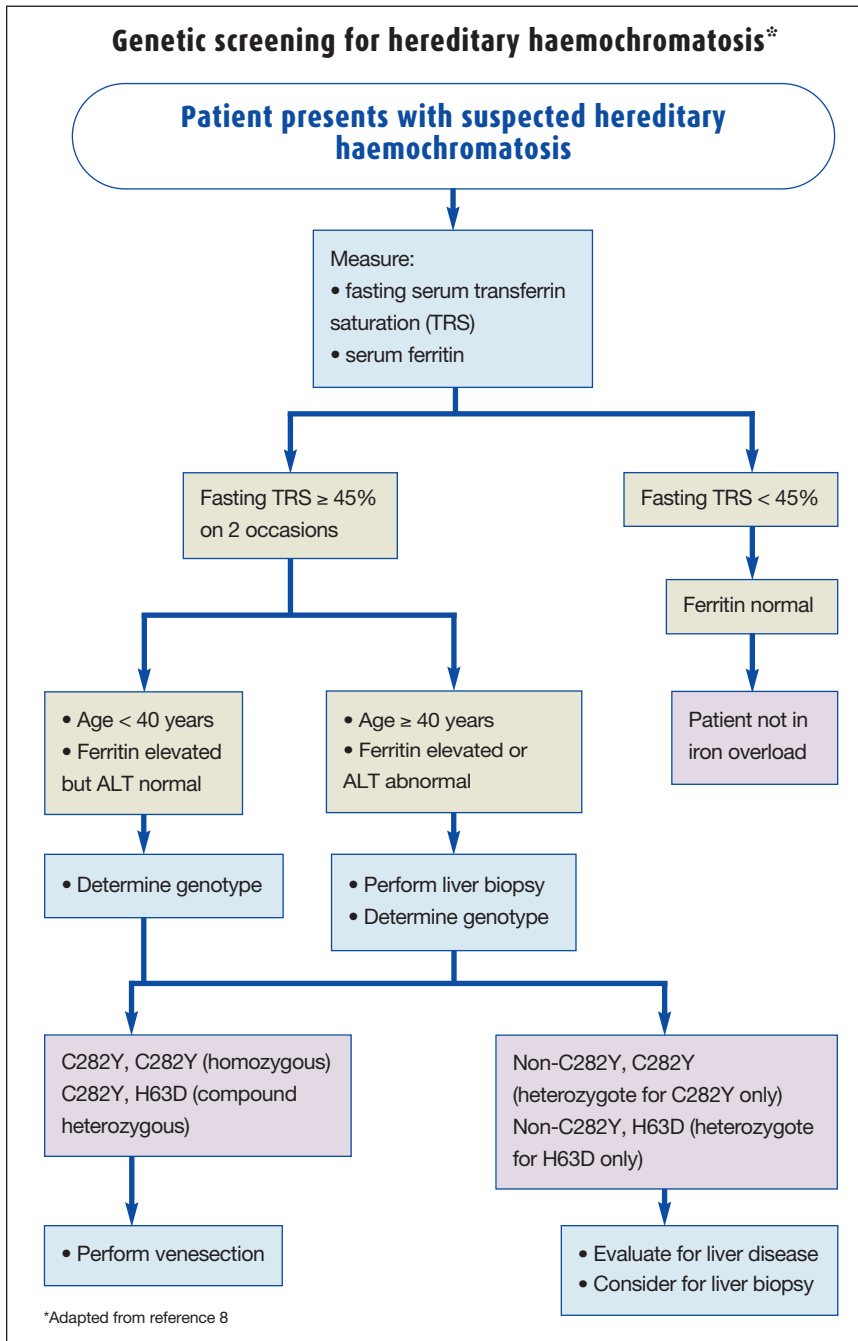 Genetic screening for hereditary haemochromatosis*
Patient presents with suspected hereditary
haemochromatosis
Measure:
• fasting serum transferrin
saturation (TRS)
• serum ferritin
Fasting TRS ≥ 45%
on 2 occasions
Fasting TRS < 45%
Ferritin normal
Patient not in
iron overload
• Age < 40 years
• Ferritin elevated
but ALT normal
• Age ≥ 40 years
• Ferritin elevated or
ALT abnormal
• Determine genotype
• Perform liver biopsy
• Determine genotype
C282Y, C282Y (homozygous)
C282Y, H63D (compound
heterozygous)
Non-C282Y, C282Y
(heterozygote for C282Y only)
Non-C282Y, H63D (heterozygote
for H63D only)
• Perform venesection
• Evaluate for liver disease
• Consider for liver biopsy
*Adapted from reference 8